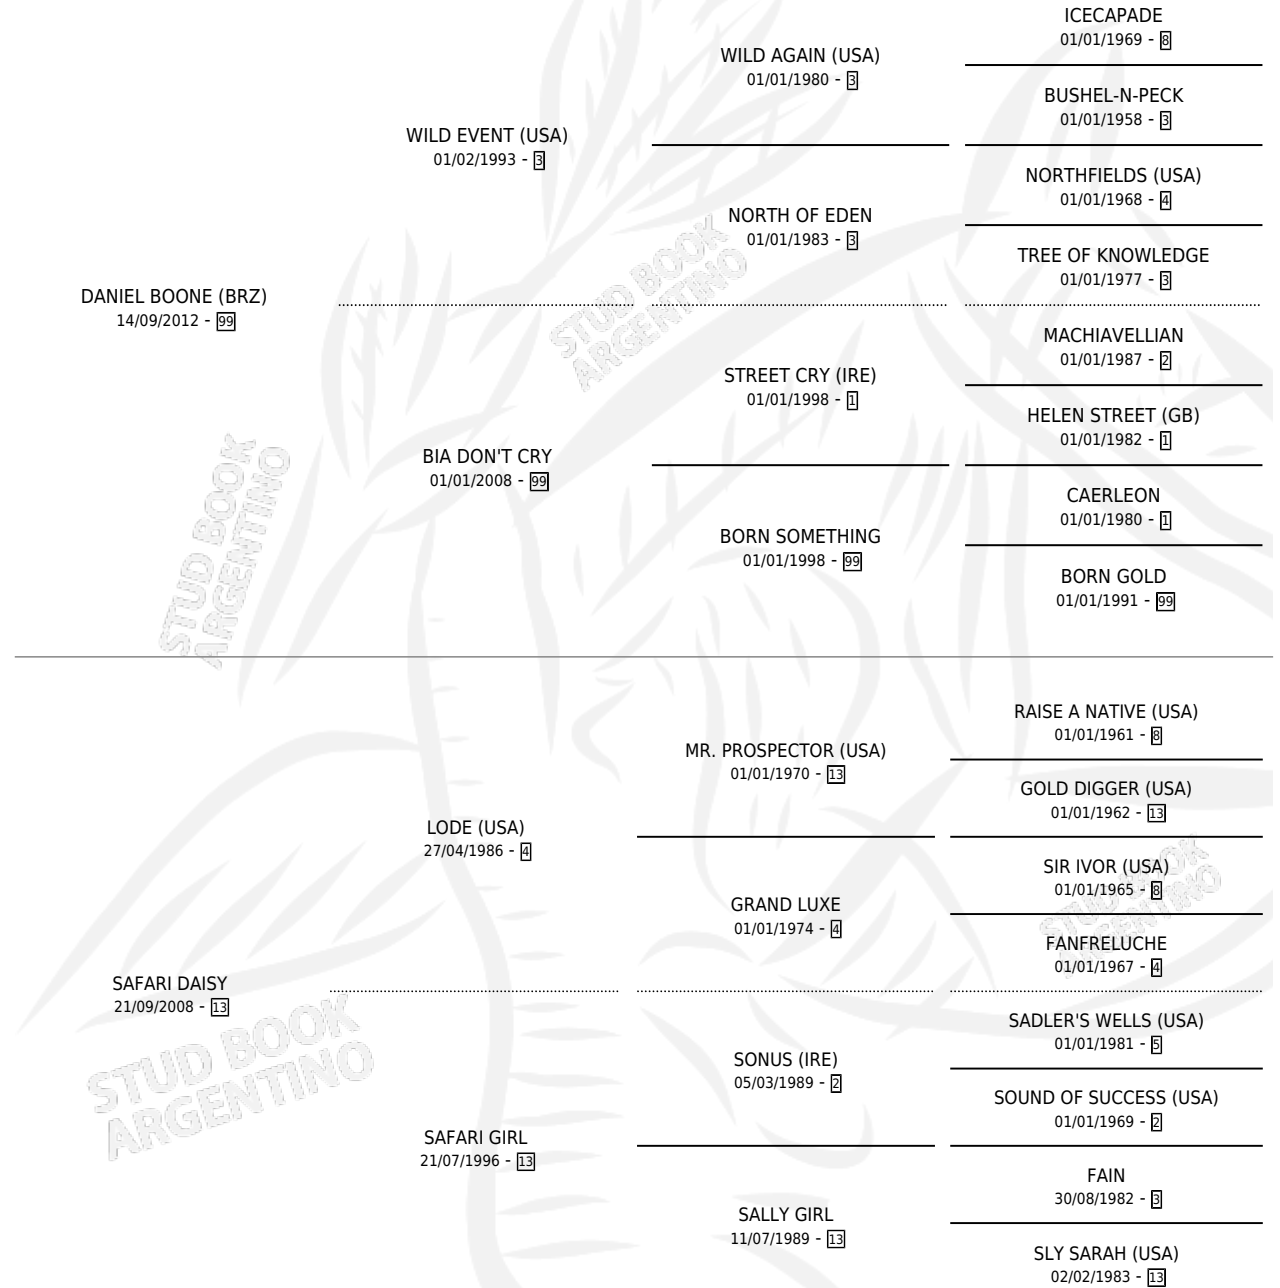 ICECAPADE
01/01/1969 - 8
WILD AGAIN (USA)
01/01/1980 - 3
BUSHEL-N-PECK
01/01/1958 - 3
WILD EVENT (USA)
01/02/1993 - 3
NORTHFIELDS (USA)
01/01/1968 - 4
NORTH OF EDEN
01/01/1983 - 3
TREE OF KNOWLEDGE
01/01/1977 - 3
DANIEL BOONE (BRZ)
14/09/2012 - 99
MACHIAVELLIAN
01/01/1987 - 2
STREET CRY (IRE)
01/01/1998 - 1
HELEN STREET (GB)
01/01/1982 - 1
BIA DON'T CRY
01/01/2008 - 99
CAERLEON
01/01/1980 - 1
BORN SOMETHING
01/01/1998 - 99
BORN GOLD
01/01/1991 - 99
STUD BOOK
ARGENTINO
STUD BOOK
ARGENTINO
RAISE A NATIVE (USA)
01/01/1961 - 8
MR. PROSPECTOR (USA)
01/01/1970 - 13
GOLD DIGGER (USA)
01/01/1962 - 13
LODE (USA)
27/04/1986 - 4
SIR IVOR (USA)
01/01/1965 - 8
GRAND LUXE
01/01/1974 - 4
FANFRELUCHE
01/01/1967 - 4
SAFARI DAISY
21/09/2008 - 13
SADLER'S WELLS (USA)
01/01/1981 - 5
SONUS (IRE)
05/03/1989 - 2
SOUND OF SUCCESS (USA)
01/01/1969 - 2
SAFARI GIRL
21/07/1996 - 13
FAIN
30/08/1982 - 3
SALLY GIRL
11/07/1989 - 13
SLY SARAH (USA)
02/02/1983 - 13
STUD BOOK
ARGENTINO
STUD BOOK
ARGENTINO